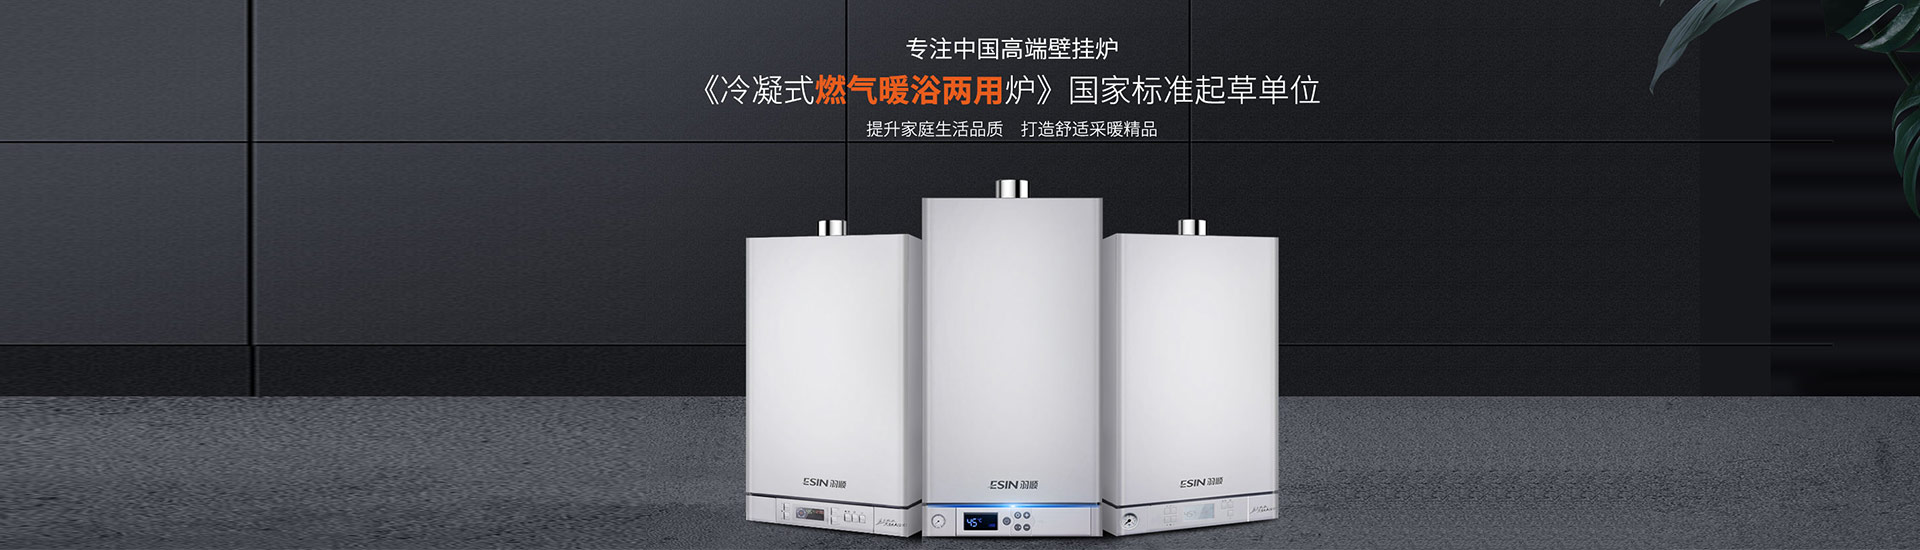 专注中国高端壁挂炉
《冷凝式燃气暖浴两用炉》国家标准起草单位
提升家庭生活品质 打造舒适采暖精品
ESIN 羽顺
ESIN 羽顺
ESIN 羽顺
45℃